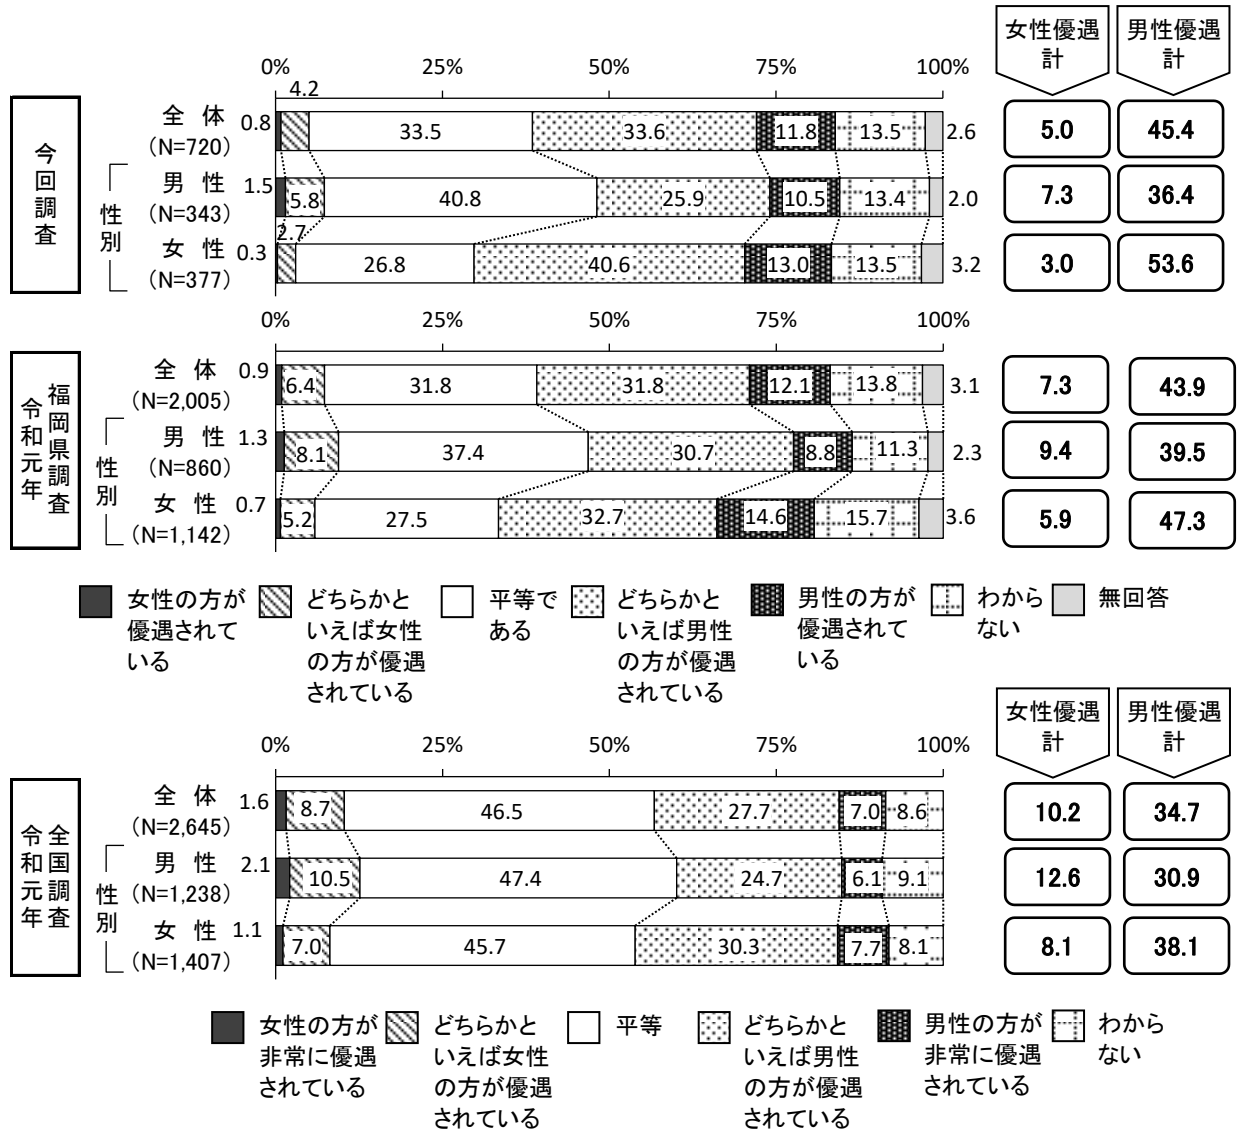 女性優遇
計
男性優遇
計
0% 25% 50% 75% 100%
今回調査
全 体
(N=720)
0.8 4.2 33.5 33.6 11.8 13.5 2.6 5.0 45.4
性別
男 性
(N=343)
1.5 5.8 40.8 25.9 10.5 13.4 2.0 7.3 36.4
女 性
(N=377)
0.3 2.7 26.8 40.6 13.0 13.5 3.2 3.0 53.6
0% 25% 50% 75% 100%
福岡県調査
令和元年
全 体
(N=2,005)
0.9 6.4 31.8 31.8 12.1 13.8 3.1 7.3 43.9
性別
男 性
(N=860)
1.3 8.1 37.4 30.7 8.8 11.3 2.3 9.4 39.5
女 性
(N=1,142)
0.7 5.2 27.5 32.7 14.6 15.7 3.6 5.9 47.3
女性の方が
優遇されて
いる
どちらかと
いえば女性
の方が優遇
されている
平等で
ある
どちらかと
いえば男性
の方が優遇
されている
男性の方が
優遇されて
いる
わから
ない
無回答
女性優遇
計
男性優遇
計
0% 25% 50% 75% 100%
全国調査
令和元年
全 体
(N=2,645)
1.6 8.7 46.5 27.7 7.0 8.6 10.2 34.7
性別
男 性
(N=1,238)
2.1 10.5 47.4 24.7 6.1 9.1 12.6 30.9
女 性
(N=1,407)
1.1 7.0 45.7 30.3 7.7 8.1 8.1 38.1
女性の方が
非常に優遇
されている
どちらかと
いえば女性
の方が優遇
されている
平等
どちらかと
いえば男性
の方が優遇
されている
男性の方が
非常に優遇
されている
わから
ない